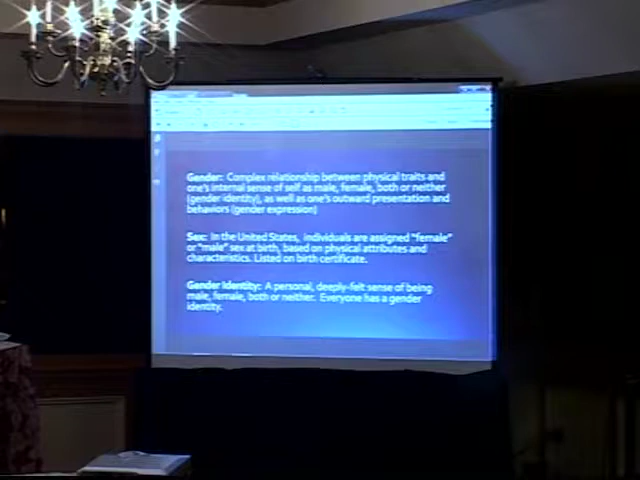 Gender: Complex relationship between physical traits and
one's internal sense of self as male, female, both or neither
(gender identity), as well as one's outward presentation and
behaviors (gender expression)
Sex: In the United States, individuals are assigned "female"
or "male" sex at birth, based on physical attributes and
characteristics. Listed on birth certificate.
Gender Identity: A personal, deeply-felt sense of being
male, female, both or neither. Everyone has a gender
identity.